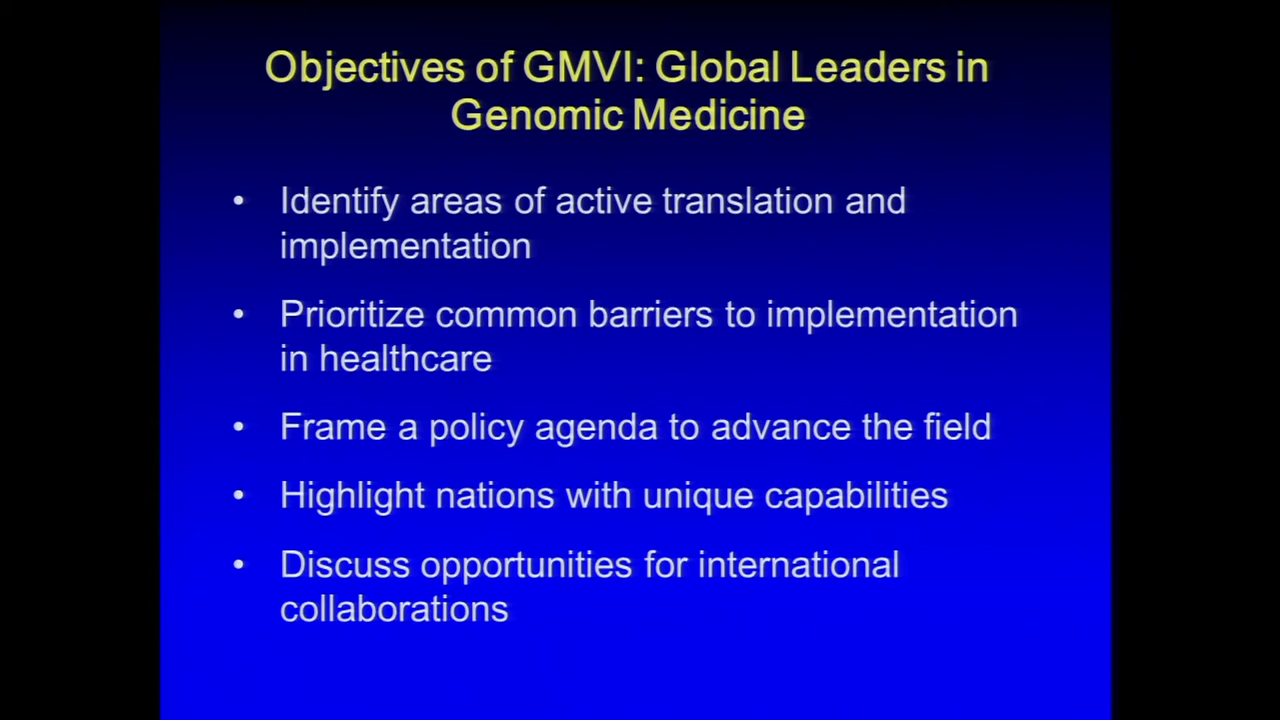 Objectives of GMVI: Global Leaders in
Genomic Medicine
• Identify areas of active translation and
implementation
• Prioritize common barriers to implementation
in healthcare
• Frame a policy agenda to advance the field
• Highlight nations with unique capabilities
• Discuss opportunities for international
collaborations